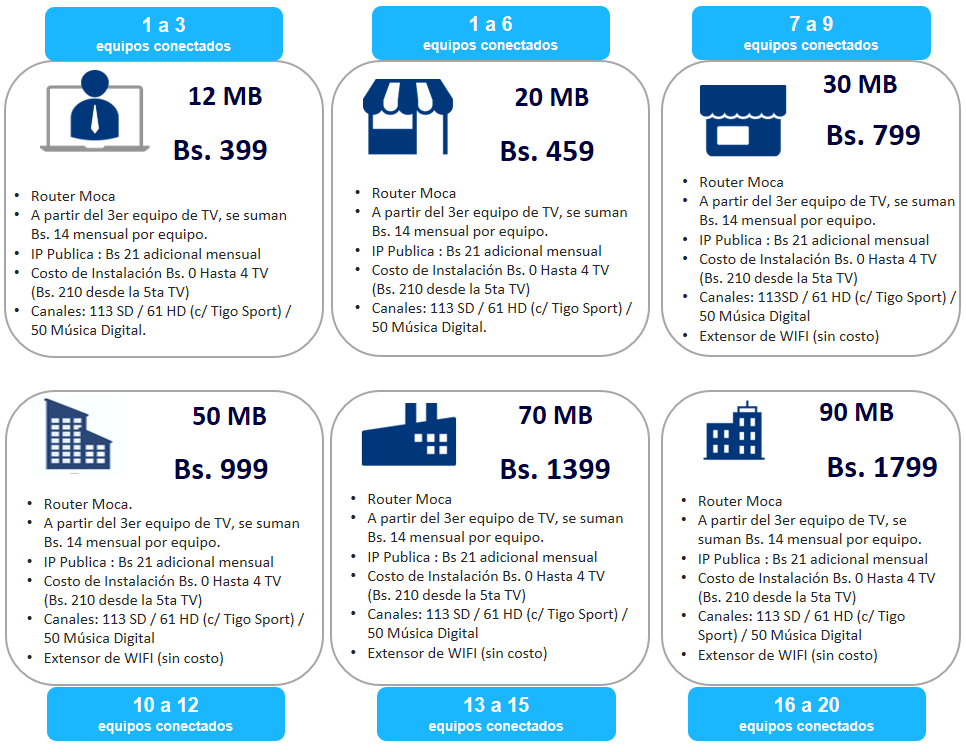 1 a 3
equipos conectados
12 MB
Bs. 399
• Router Moca
• A partir del 3er equipo de TV, se suman
Bs. 14 mensual por equipo.
• IP Publica : Bs 21 adicional mensual
• Costo de Instalación Bs. 0 Hasta 4 TV
(Bs. 210 desde la 5ta TV)
• Canales: 113 SD / 61 HD (c/ Tigo Sport) /
50 Música Digital.
1 a 6
equipos conectados
20 MB
Bs. 459
• Router Moca
• A partir del 3er equipo de TV, se suman
Bs. 14 mensual por equipo.
• IP Publica : Bs 21 adicional mensual
• Costo de Instalación Bs. 0 Hasta 4 TV
(Bs. 210 desde la 5ta TV)
• Canales: 113 SD / 61 HD (c/ Tigo Sport) /
50 Música Digital.
7 a 9
equipos conectados
30 MB
Bs. 799
• Router Moca
• A partir del 3er equipo de TV, se suman
Bs. 14 mensual por equipo.
• IP Publica : Bs 21 adicional mensual
• Costo de Instalación Bs. 0 Hasta 4 TV
(Bs. 210 desde la 5ta TV)
• Canales: 113SD / 61 HD (c/ Tigo Sport) /
50 Música Digital
• Extensor de WIFI (sin costo)
50 MB
Bs. 999
• Router Moca.
• A partir del 3er equipo de TV, se suman
Bs. 14 mensual por equipo.
• IP Publica : Bs 21 adicional mensual
• Costo de Instalación Bs. 0 Hasta 4 TV
(Bs. 210 desde la 5ta TV)
• Canales: 113 SD / 61 HD (c/ Tigo Sport) /
50 Música Digital
• Extensor de WIFI (sin costo)
10 a 12
equipos conectados
70 MB
Bs. 1399
• Router Moca
• A partir del 3er equipo de TV, se suman
Bs. 14 mensual por equipo.
• IP Publica : Bs 21 adicional mensual
• Costo de Instalación Bs. 0 Hasta 4 TV
(Bs. 210 desde la 5ta TV)
• Canales: 113 SD / 61 HD (c/ Tigo Sport) /
50 Música Digital
• Extensor de WIFI (sin costo)
13 a 15
equipos conectados
90 MB
Bs. 1799
• Router Moca
• A partir del 3er equipo de TV, se
suman Bs. 14 mensual por equipo.
• IP Publica : Bs 21 adicional mensual
• Costo de Instalación Bs. 0 Hasta 4 TV
(Bs. 210 desde la 5ta TV)
• Canales: 113 SD / 61 HD (c/ Tigo
Sport) / 50 Música Digital
• Extensor de WIFI (sin costo)
16 a 20
equipos conectados